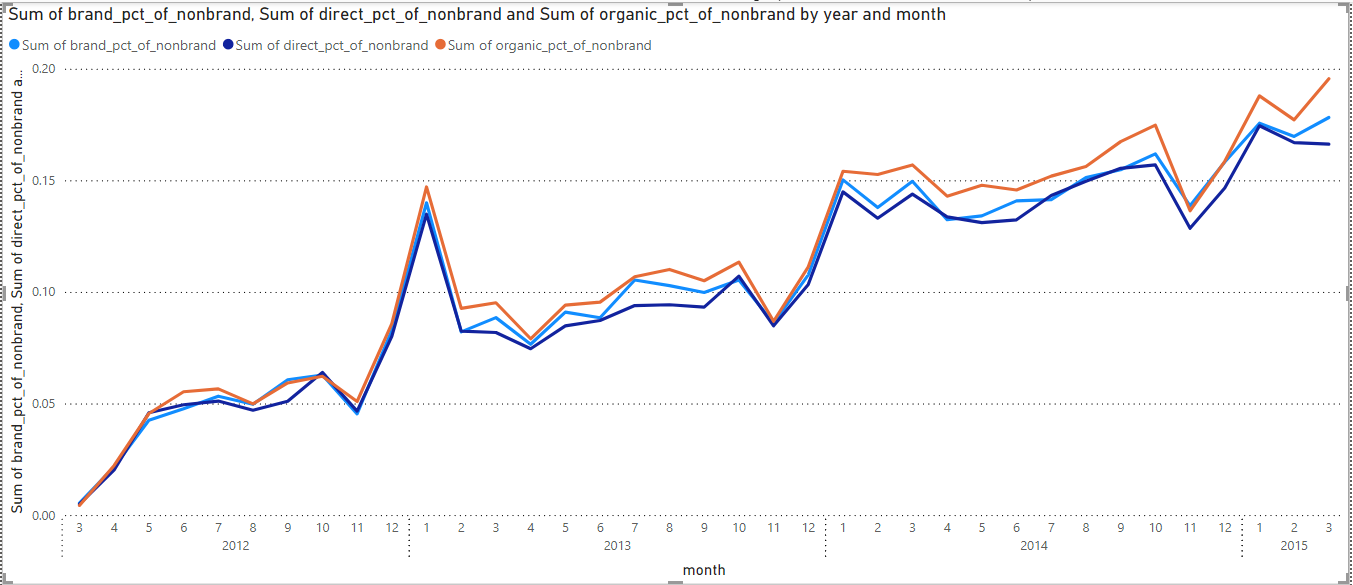 Sum of brand_pct_of_nonbrand, Sum of direct_pct_of_nonbrand and Sum of organic_pct_of_nonbrand by year and month
Sum of brand_pct_of_nonbrand Sum of direct_pct_of_nonbrand Sum of organic_pct_of_nonbrand
Sum of brand_pct_of_nonbrand, Sum of direct_pct_of_nonbrand a...
0.20
0.15
0.10
0.05
0.00
3 4 5 6 7 8 9 10 11 12 1 2 3 4 5 6 7 8 9 10 11 12 1 2 3 4 5 6 7 8 9 10 11 12 1 2 3
2012 2013 2014 2015
month